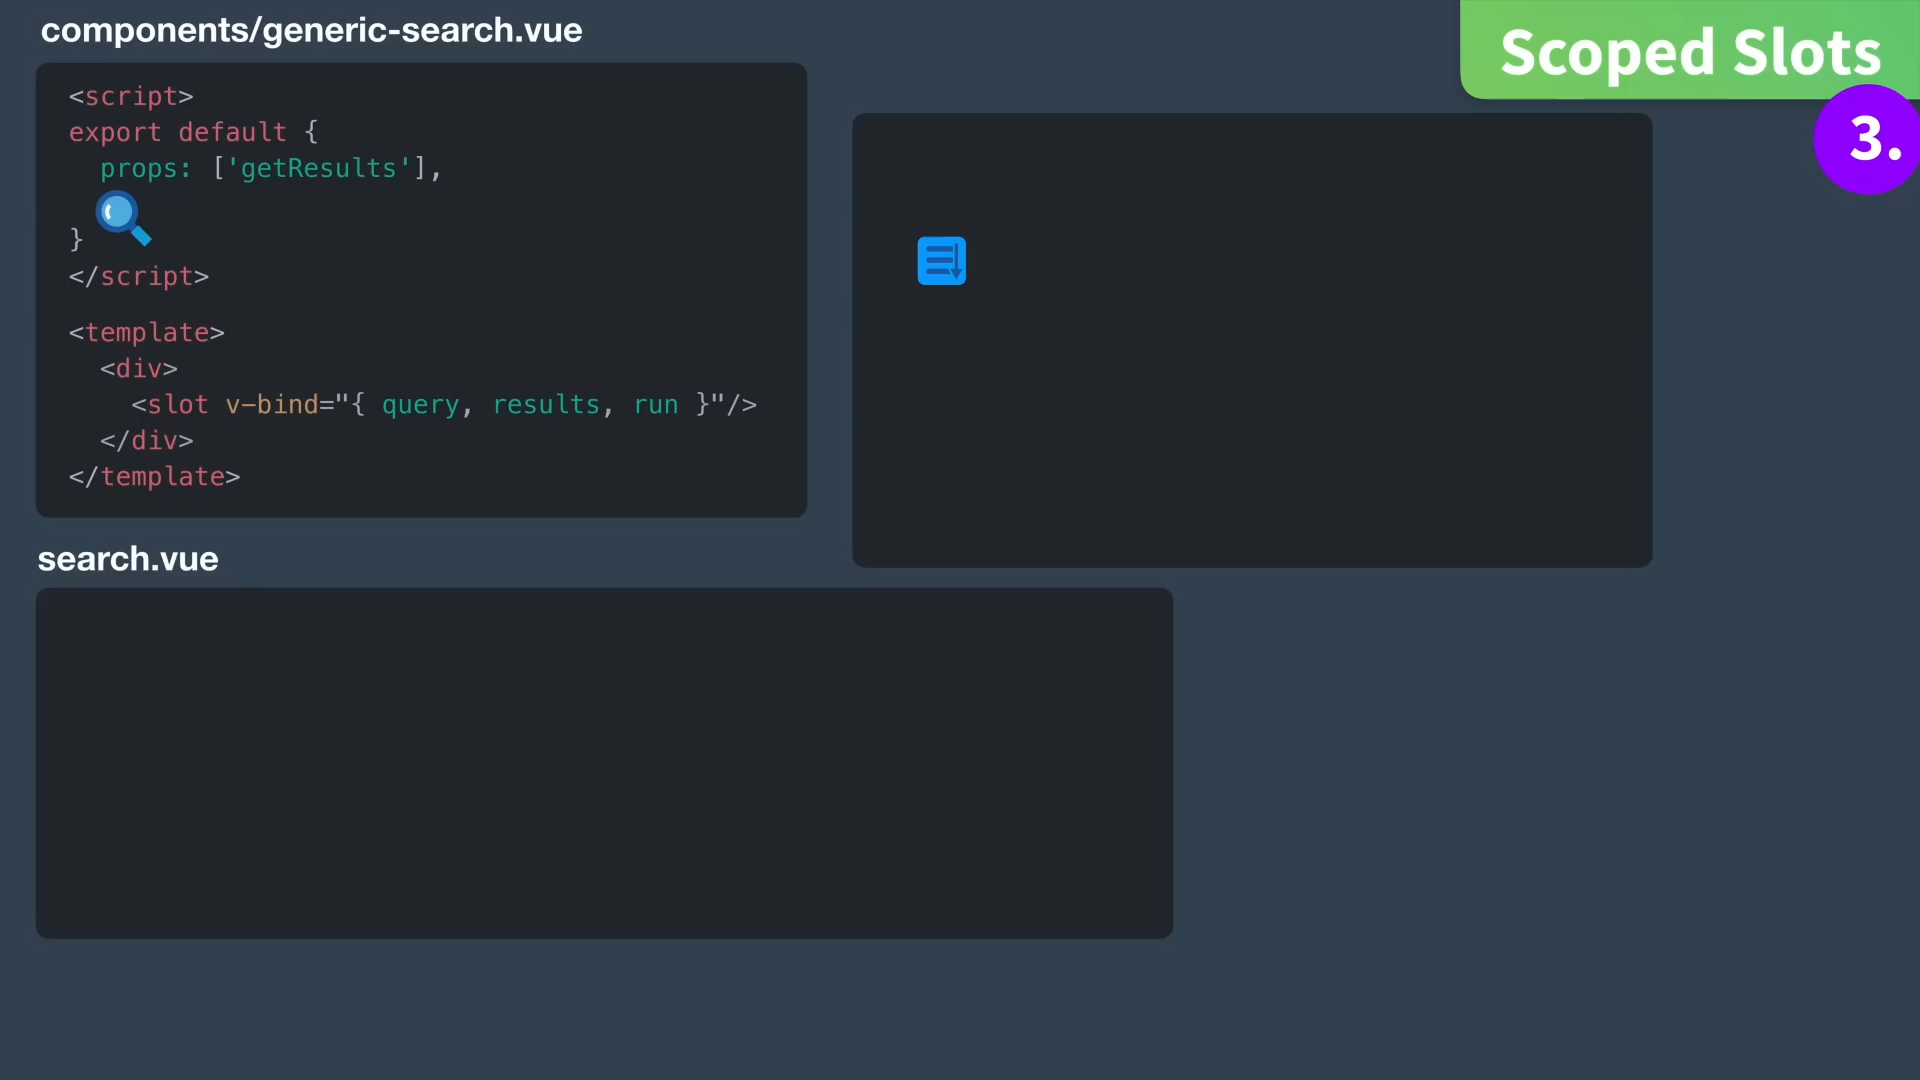 components/generic-search.vue
<script>
export default {
  props: ['getResults'],
}
</script>
<template>
  <div>
    <slot v-bind="{ query, results, run }"/>
  </div>
</template>
search.vue
Scoped Slots
3.